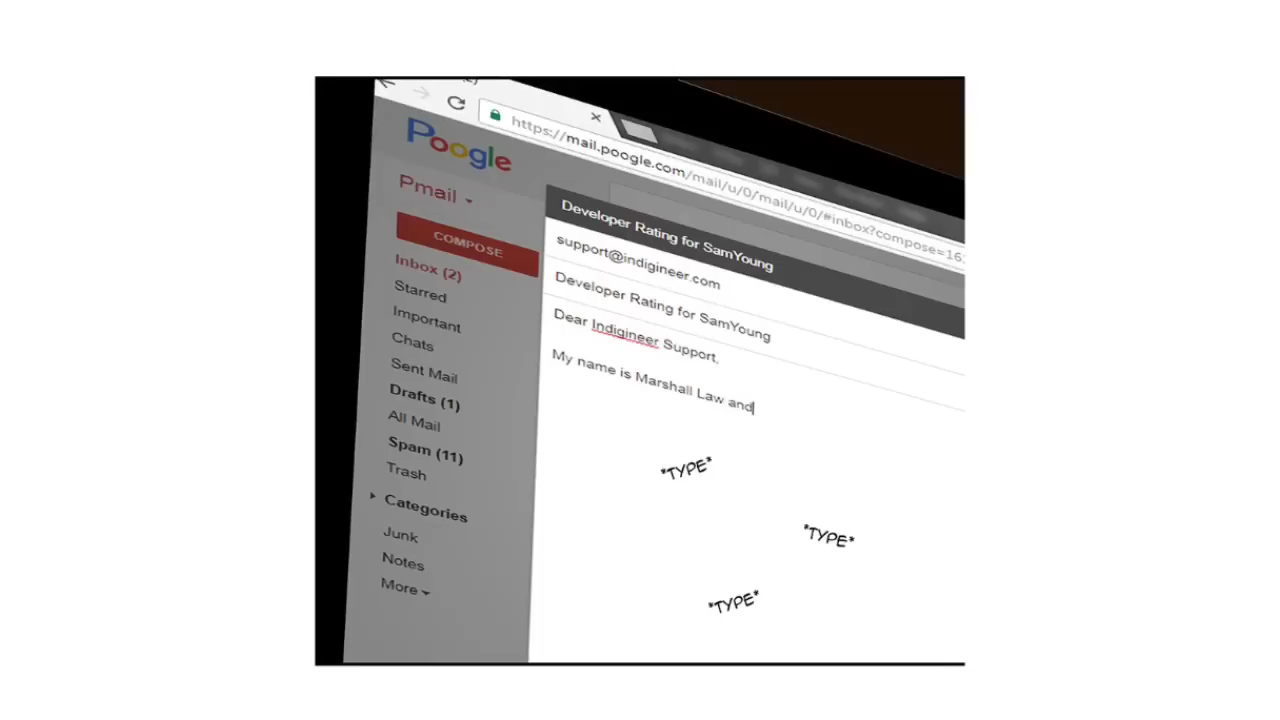 https://mail.poogle.com/mail/u/0/mail/u/0/#inbox?compose=16
Poogle
Pmail
COMPOSE
Inbox (2)
Starred
Important
Chats
Sent Mail
Drafts (1)
All Mail
Spam (11)
Trash
Categories
Junk
Notes
More
Developer Rating for SamYoung
support@indigineer.com
Developer Rating for SamYoung
Dear Indigineer Support,
My name is Marshall Law and
*TYPE*
*TYPE*
*TYPE*